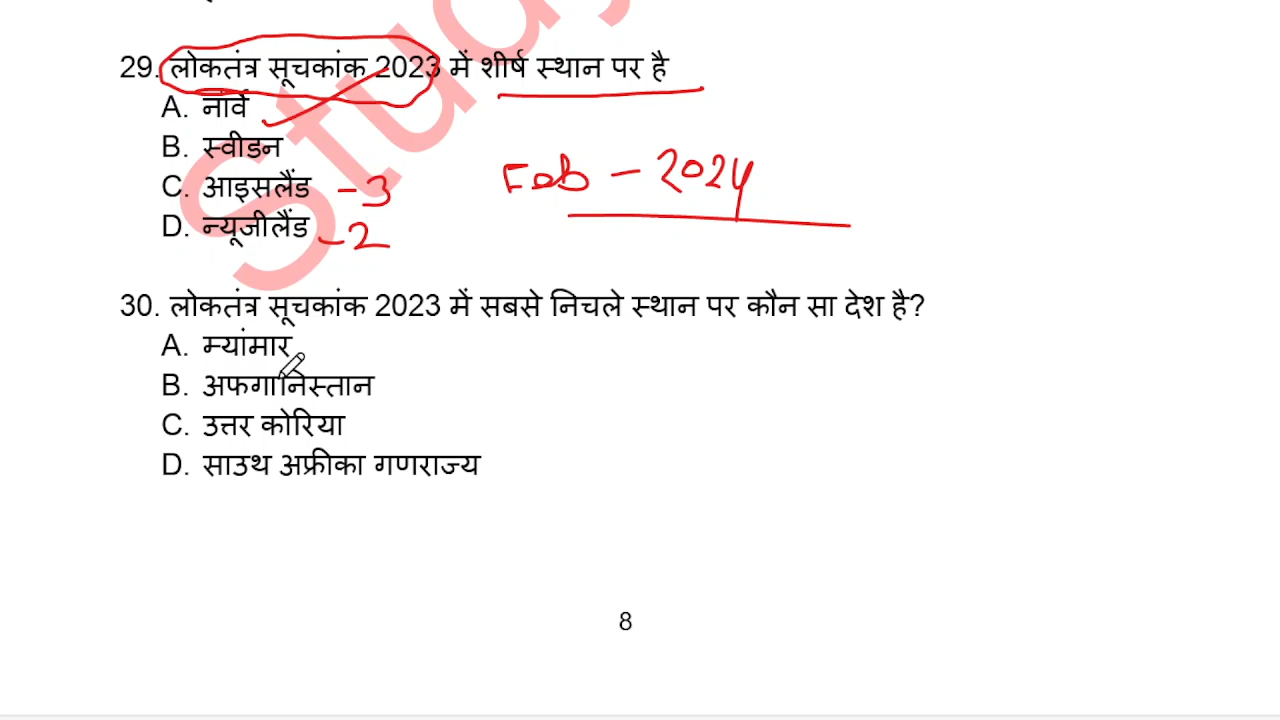 Study
29. लोकतंत्र सूचकांक 2023 में शीर्ष स्थान पर है
A. नॉर्वे
B. स्वीडन
C. आइसलैंड - 3
D. न्यूजीलैंड - 2
Feb - 2024
30. लोकतंत्र सूचकांक 2023 में सबसे निचले स्थान पर कौन सा देश है?
A. म्यांमार
B. अफगानिस्तान
C. उत्तर कोरिया
D. साउथ अफ्रीका गणराज्य
8